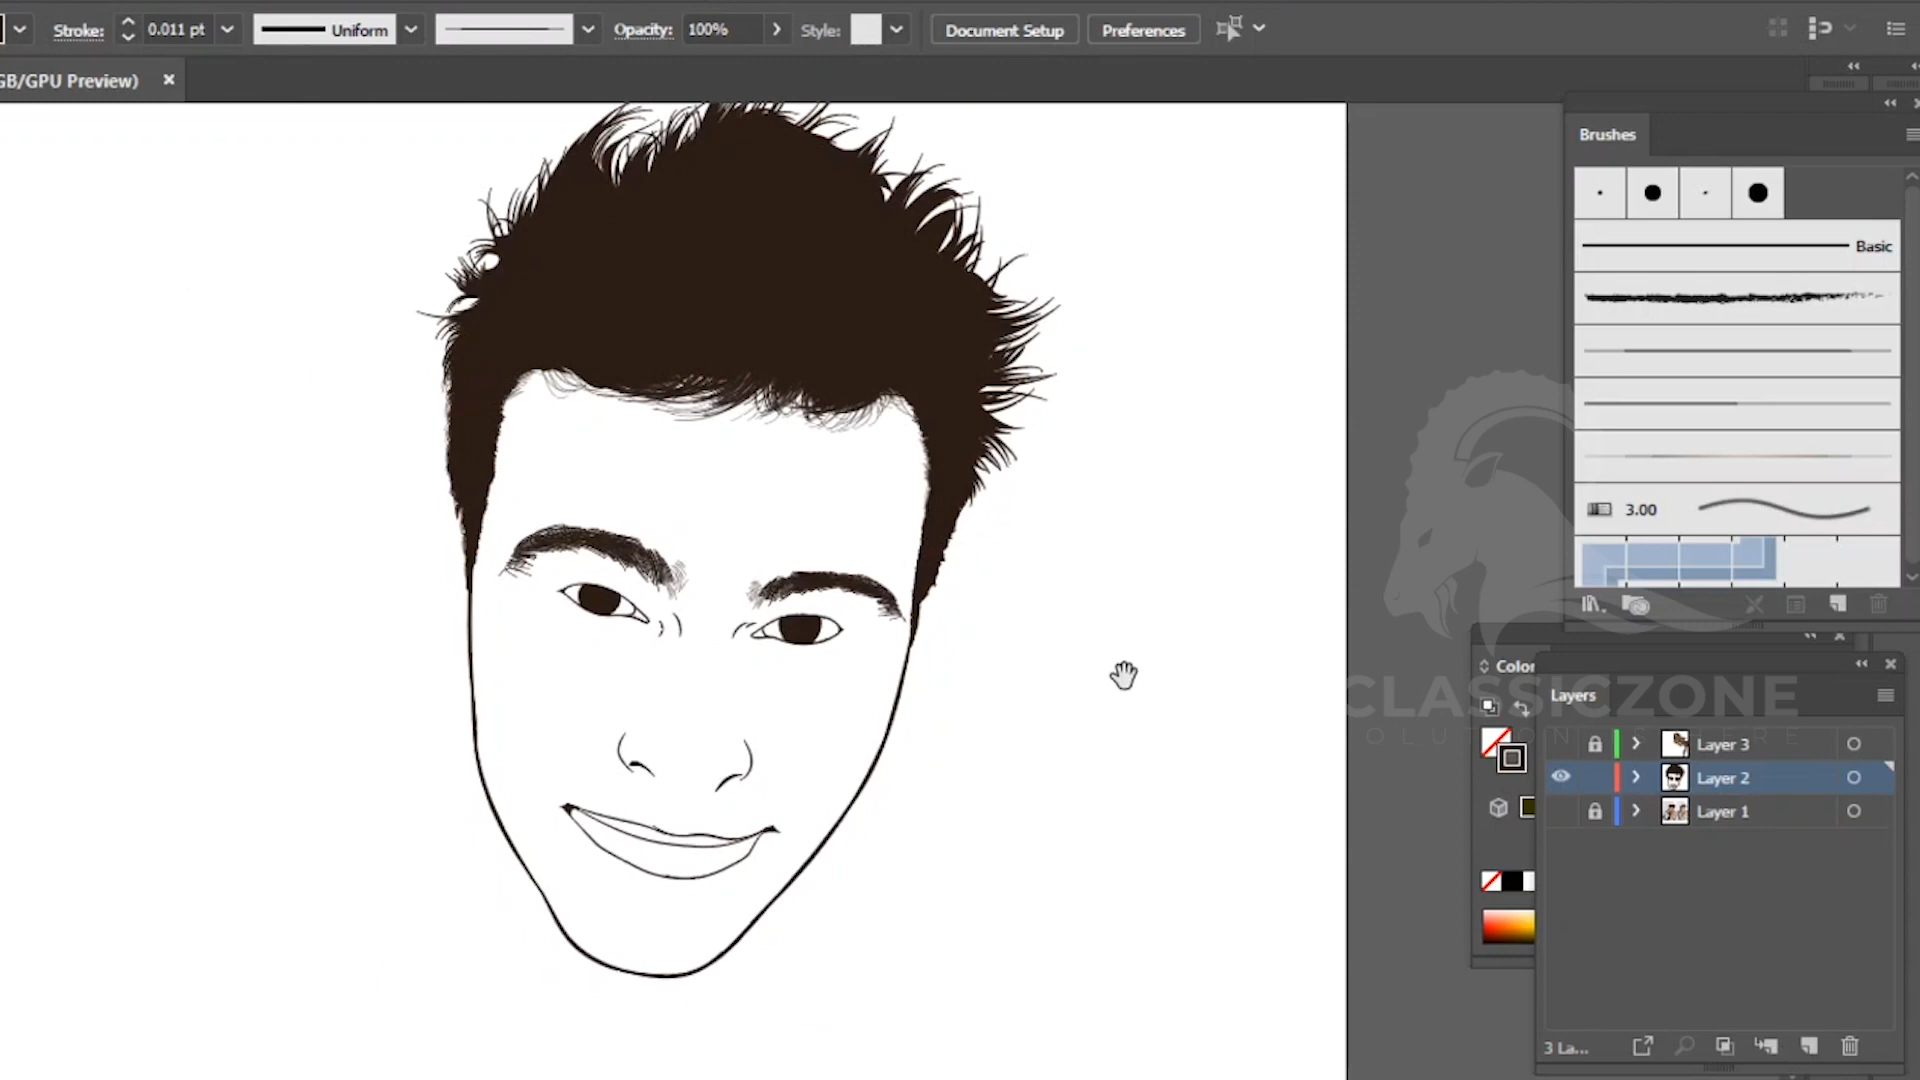 Stroke: 0.011 pt Uniform Opacity: 100% Style: Document Setup Preferences
GB/GPU Preview)
Brushes
Basic
3.00
Color
Layers
CLASSICZONE
Layer 3
Layer 2
Layer 1
3 La...